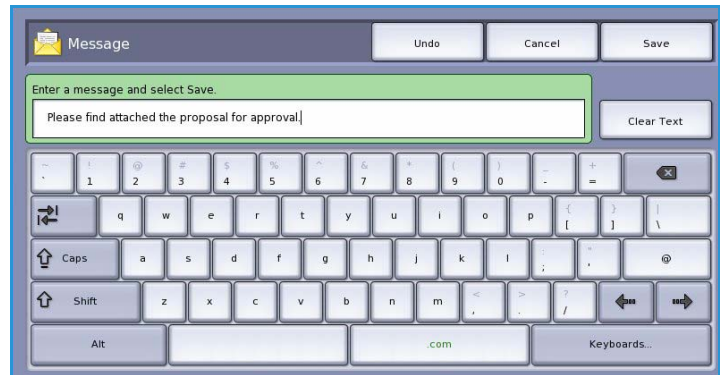 Message
Undo
Cancel
Save
Enter a message and select Save.
Please find attached the proposal for approval.
Clear Text
~ ! @ # $ % ^ & * ( ) _ +
` 1 2 3 4 5 6 7 8 9 0 - =
q w e r t y u i o p { [ } ] | \
Caps a s d f g h j k l : ; " ' @
Shift z x c v b n m < , > . ? /
Alt .com Keyboards...